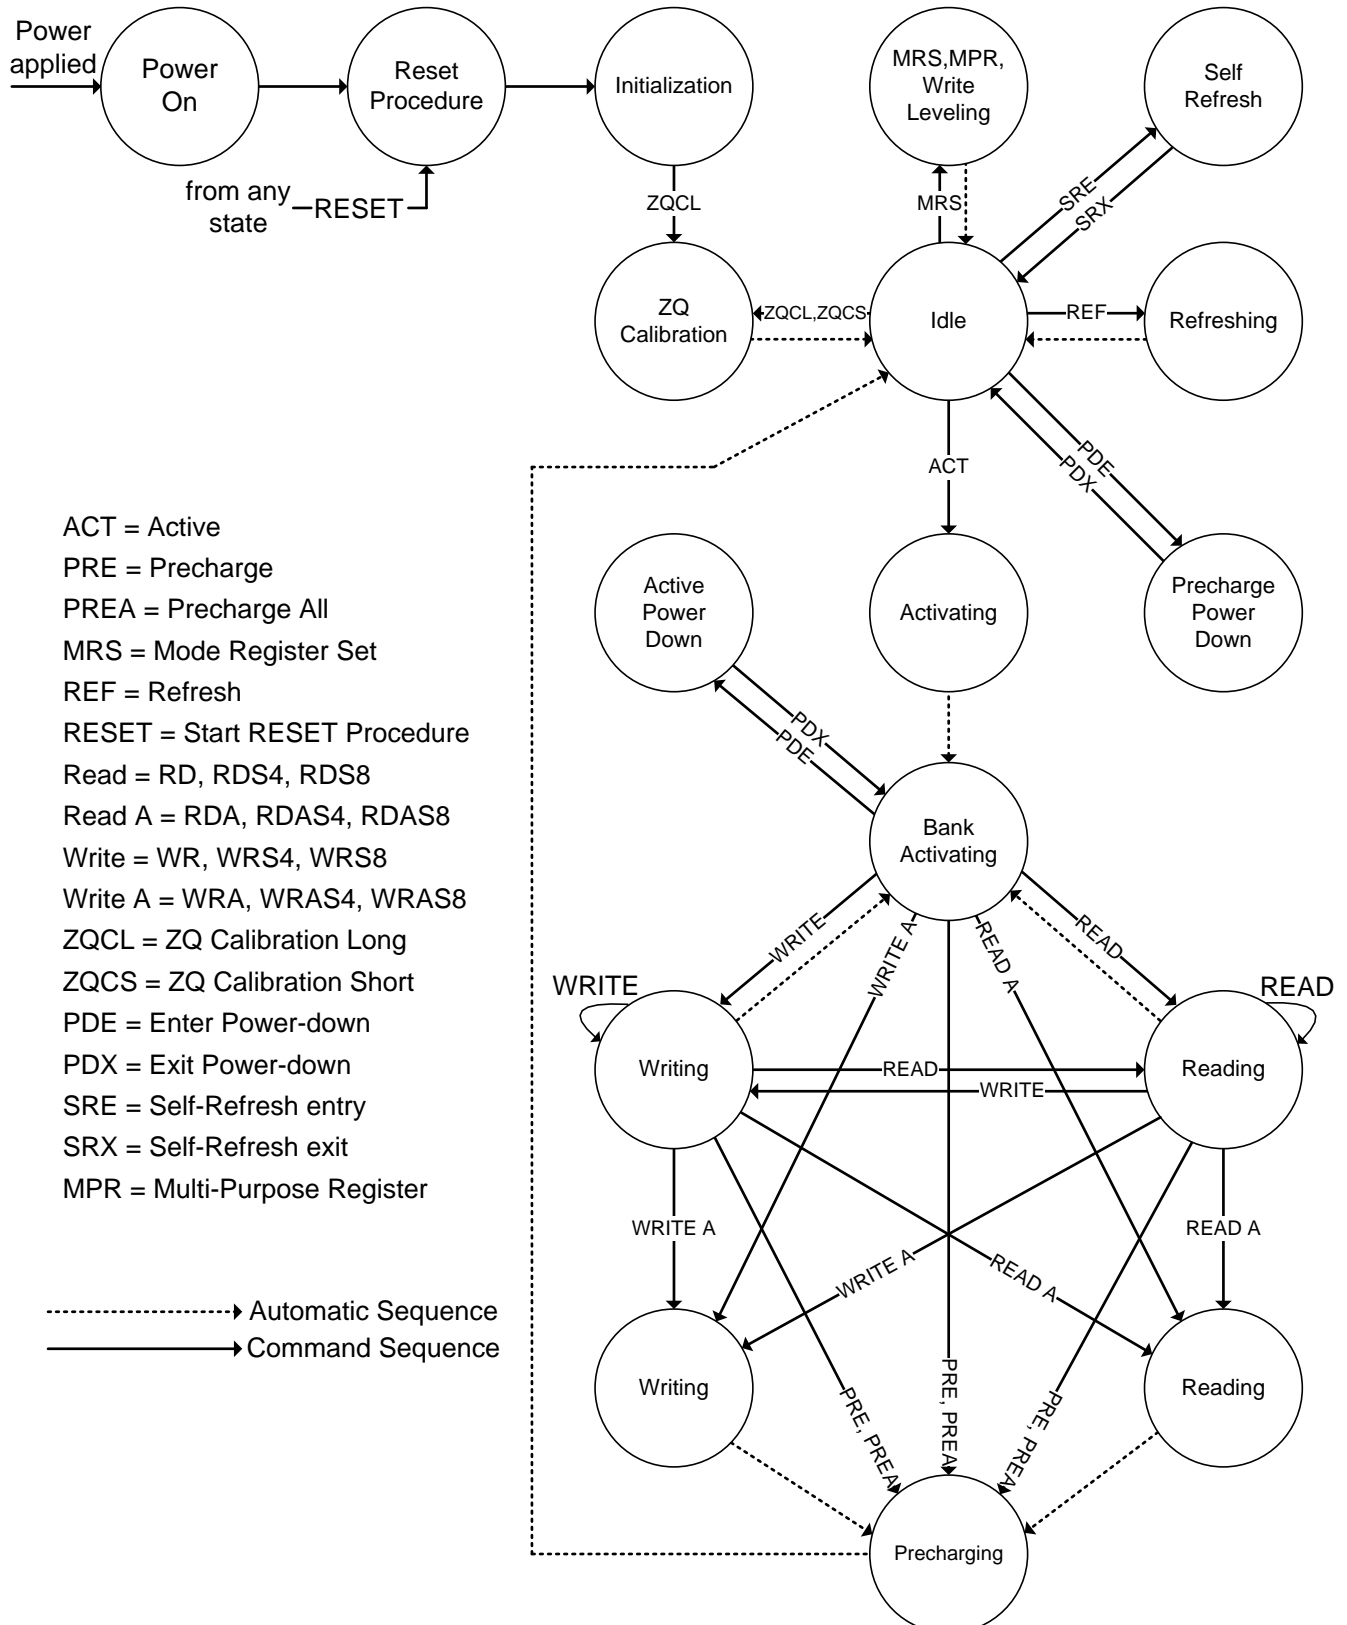 Power
applied
Power
On
Reset
Procedure
Initialization
MRS,MPR,
Write
Leveling
Self
Refresh
from any
state
RESET
ZQCL
MRS
SRE
SRX
ZQ
Calibration
ZQCL,ZQCS
Idle
REF
Refreshing
ACT
PDE
PDX
ACT = Active
PRE = Precharge
PREA = Precharge All
MRS = Mode Register Set
REF = Refresh
RESET = Start RESET Procedure
Read = RD, RDS4, RDS8
Read A = RDA, RDAS4, RDAS8
Write = WR, WRS4, WRS8
Write A = WRA, WRAS4, WRAS8
ZQCL = ZQ Calibration Long
ZQCS = ZQ Calibration Short
PDE = Enter Power-down
PDX = Exit Power-down
SRE = Self-Refresh entry
SRX = Self-Refresh exit
MPR = Multi-Purpose Register
Automatic Sequence
Command Sequence
Active
Power
Down
Activating
Precharge
Power
Down
PDX
PDE
Bank
Activating
WRITE
WRITE A
READ A
READ
WRITE
READ
Writing
READ
WRITE
Reading
WRITE A
WRITE A
READ A
READ A
Writing
PRE, PREA
PRE, PREA
PRE, PREA
Reading
Precharging